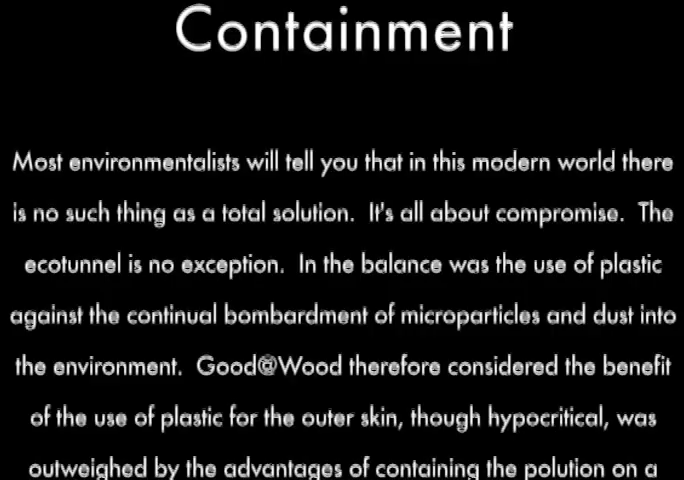 Containment
Most environmentalists will tell you that in this modern world there
is no such thing as a total solution.  It's all about compromise.  The
ecotunnel is no exception.  In the balance was the use of plastic
against the continual bombardment of microparticles and dust into
the environment.  Good@Wood therefore considered the benefit
of the use of plastic for the outer skin, though hypocritical, was
outweighed by the advantages of containing the polution on a